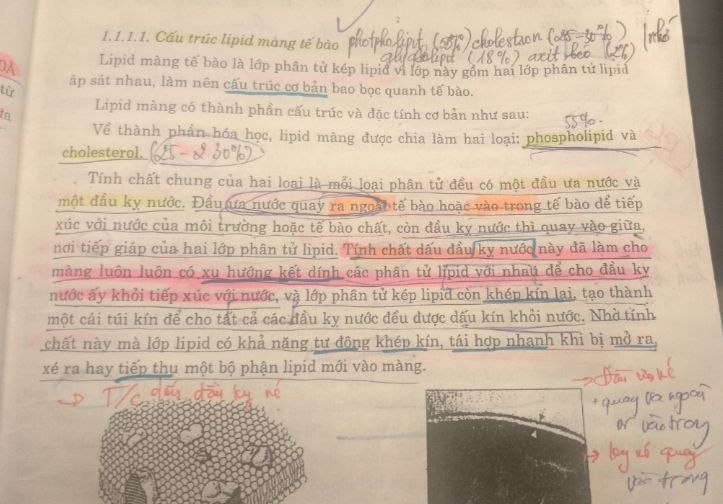 1.1.1.1. Cấu trúc lipid màng tế bào photpholipit (55%) cholesteron (25-30%)
glycolipit (18%) axit béo (2%)
Lipid màng tế bào là lớp phân tử kép lipid vì lớp này gồm hai lớp phân tử lipid
áp sát nhau, làm nên cấu trúc cơ bản bao bọc quanh tế bào.
Lipid màng có thành phần cấu trúc và đặc tính cơ bản như sau:
55%
Về thành phần hóa học, lipid màng được chia làm hai loại: phospholipid và
cholesterol. (25 - 30%)
Tính chất chung của hai loại là mỗi loại phân tử đều có một đầu ưa nước và
một đầu kỵ nước. Đầu ưa nước quay ra ngoài tế bào hoặc vào trong tế bào để tiếp
xúc với nước của môi trường hoặc tế bào chất, còn đầu kỵ nước thì quay vào giữa,
nơi tiếp giáp của hai lớp phân tử lipid. Tính chất dấu đầu kỵ nước này đã làm cho
màng luôn luôn có xu hướng kết dính các phân tử lipid với nhau để cho đầu kỵ
nước ấy khỏi tiếp xúc với nước, và lớp phân tử kép lipid còn khép kín lại, tạo thành
một cái túi kín để cho tất cả các đầu kỵ nước đều được dấu kín khỏi nước. Nhờ tính
chất này mà lớp lipid có khả năng tự động khép kín, tái hợp nhanh khi bị mở ra,
xé ra hay tiếp thu một bộ phận lipid mới vào màng.
T/c dấu đầu kỵ né
quay ra ngoài
or vào trong
quay
vào trong